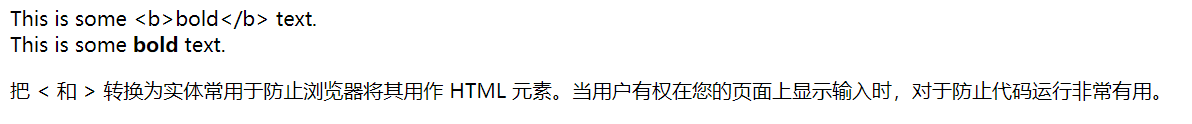 This is some <b>bold</b> text.
This is some bold text.
把 < 和 > 转换为实体常用于防止浏览器将其用作 HTML 元素。当用户有权在您的页面上显示输入时，对于防止代码运行非常有用。